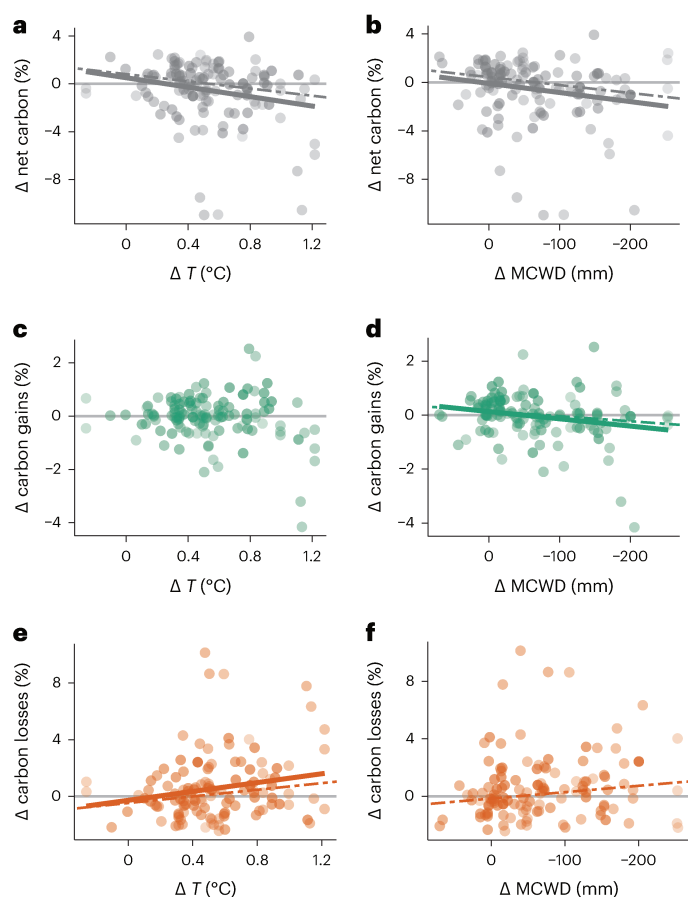 a
b
Δ net carbon (%)
4
0
−4
−8
0
0.4
0.8
1.2
Δ T (°C)
Δ net carbon (%)
4
0
−4
−8
0
−100
−200
Δ MCWD (mm)
c
d
Δ carbon gains (%)
2
0
−2
−4
0
0.4
0.8
1.2
Δ T (°C)
Δ carbon gains (%)
2
0
−2
−4
0
−100
−200
Δ MCWD (mm)
e
f
Δ carbon losses (%)
8
4
0
0
0.4
0.8
1.2
Δ T (°C)
Δ carbon losses (%)
8
4
0
0
−100
−200
Δ MCWD (mm)